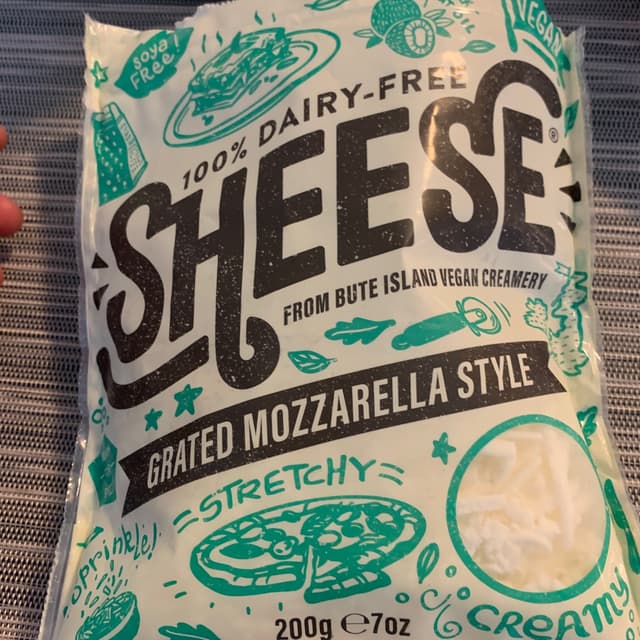 soya
FREE!
VEGAN
100% DAIRY-FREE
SHEESE®
FROM BUTE ISLAND VEGAN CREAMERY
GRATED MOZZARELLA STYLE
STRETCHY
sprinkle!
200g ℮ 7oz
CREAMY